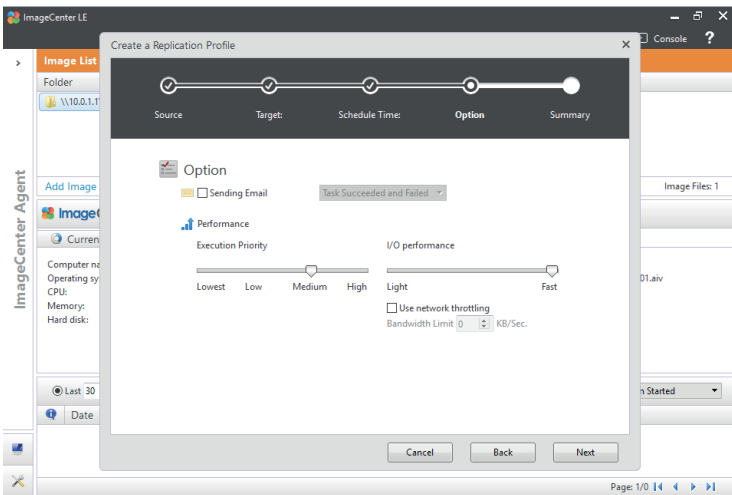 ImageCenter LE
Console ?
Create a Replication Profile
Image List
Folder
\\10.0.1.1
Source Target: Schedule Time: Option Summary
Option
Sending Email Task Succeeded and Failed
Add Image
Image Files: 1
Performance
Execution Priority I/O performance
Lowest Low Medium High Light Fast
Use network throttling
Bandwidth Limit 0 KB/Sec.
ImageCenter Agent
Image
Curren
Computer na
Operating sy
01.aiv
CPU:
Memory:
Hard disk:
Last 30
n Started
Date
Cancel Back Next
Page: 1/0